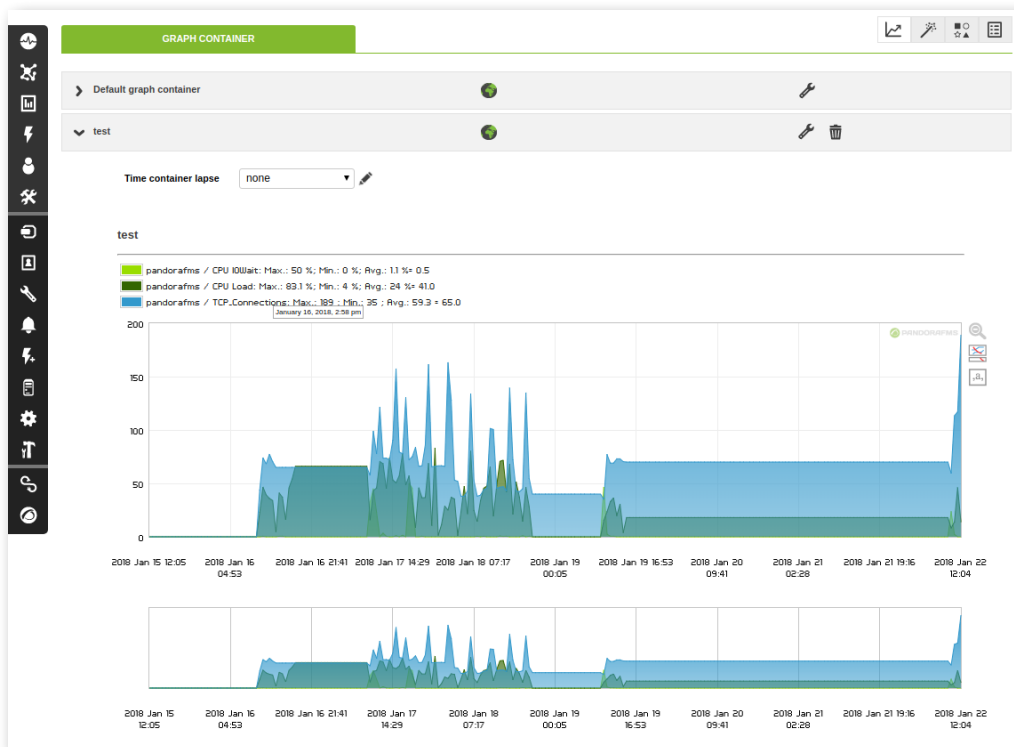 GRAPH CONTAINER
Default graph container
test
Time container lapse none
test
pandorafms / CPU IOWait: Max.: 50 %; Min.: 0 %; Avg.: 1.1 %= 0.5
pandorafms / CPU Load: Max.: 83.1 %; Min.: 4 %; Avg.: 24 %= 41.0
pandorafms / TCP_Connections: Max.: 189 ; Min.: 35 ; Avg.: 59.3 = 65.0
January 16, 2018, 2:58 pm
PANDORAFMS
200
150
100
50
0
2018 Jan 15 12:05 2018 Jan 16 04:53 2018 Jan 16 21:41 2018 Jan 17 14:29 2018 Jan 18 07:17 2018 Jan 19 00:05 2018 Jan 19 16:53 2018 Jan 20 09:41 2018 Jan 21 02:28 2018 Jan 21 19:16 2018 Jan 22 12:04
2018 Jan 15 12:05 2018 Jan 16 04:53 2018 Jan 16 21:41 2018 Jan 17 14:29 2018 Jan 18 07:17 2018 Jan 19 00:05 2018 Jan 19 16:53 2018 Jan 20 09:41 2018 Jan 21 02:28 2018 Jan 21 19:16 2018 Jan 22 12:04